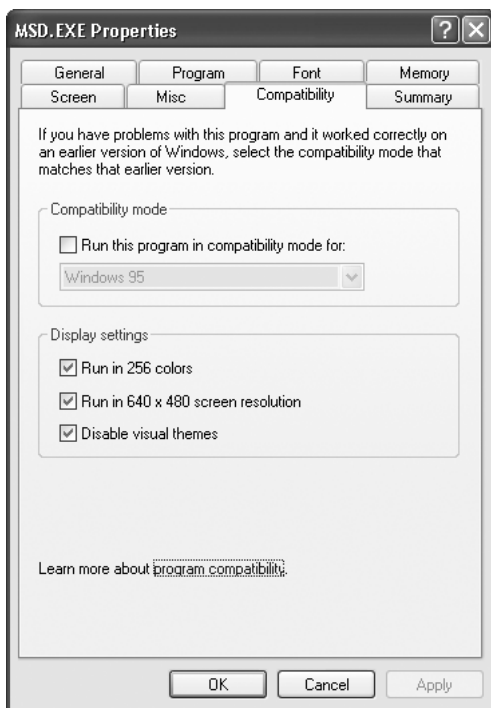 MSD.EXE Properties
General Program Font Memory
Screen Misc Compatibility Summary
If you have problems with this program and it worked correctly on
an earlier version of Windows, select the compatibility mode that
matches that earlier version.
Compatibility mode
Run this program in compatibility mode for:
Windows 95
Display settings
Run in 256 colors
Run in 640 x 480 screen resolution
Disable visual themes
Learn more about program compatibility.
OK Cancel Apply